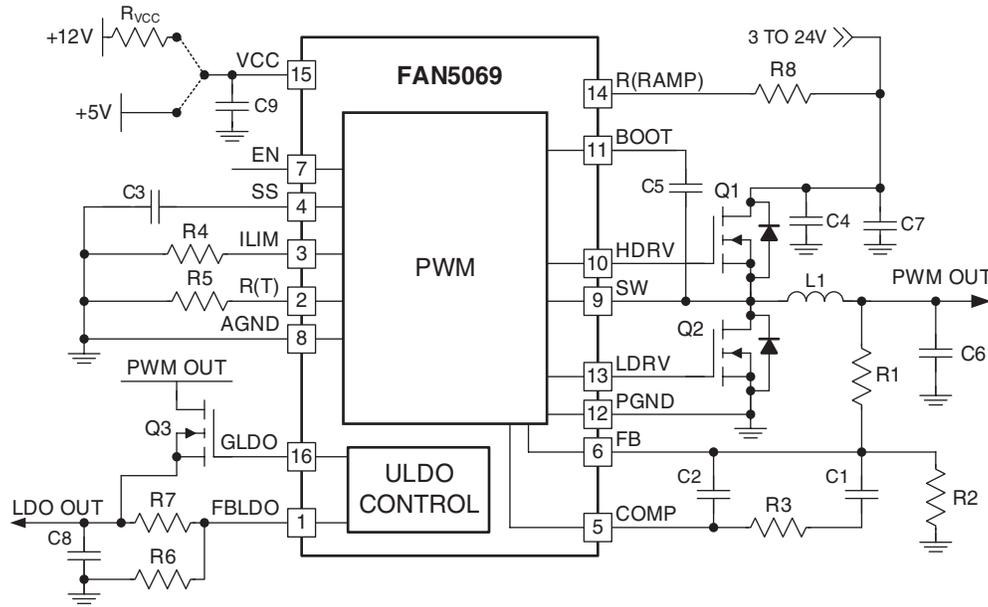 R_VCC
+12V
3 TO 24V
VCC
15
FAN5069
14
R(RAMP)
R8
C9
+5V
11
BOOT
EN
7
C5
Q1
C3
SS
4
C4
C7
R4
ILIM
3
PWM
10
HDRV
PWM OUT
R5
R(T)
2
9
SW
L1
AGND
8
Q2
C6
PWM OUT
13
LDRV
R1
12
PGND
Q3
GLDO
16
ULDO
CONTROL
6
FB
C2
C1
R2
LDO OUT
R7
FBLDO
1
5
COMP
R3
C8
R6